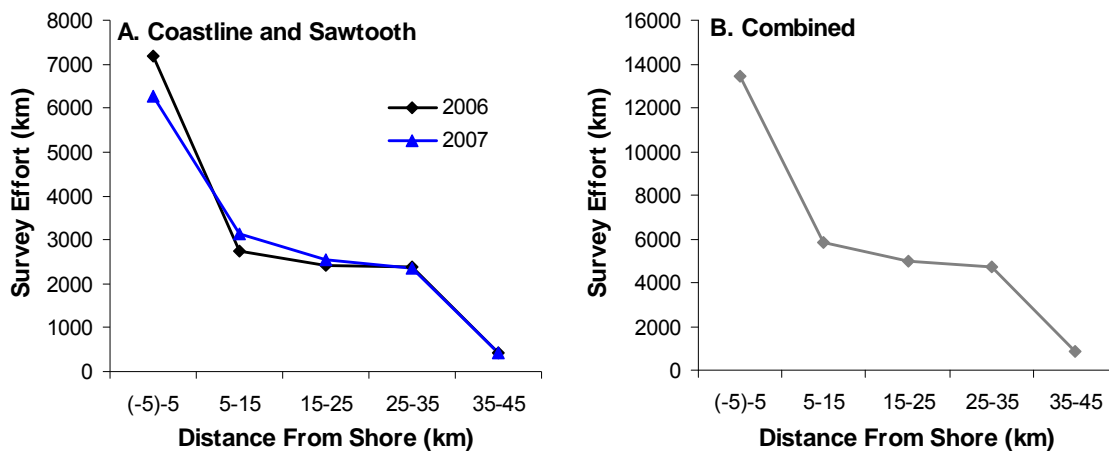 A. Coastline and Sawtooth
8000
7000
6000
5000
4000
3000
2000
1000
0
Survey Effort (km)
2006
2007
(-5)-5 5-15 15-25 25-35 35-45
Distance From Shore (km)
B. Combined
16000
14000
12000
10000
8000
6000
4000
2000
0
Survey Effort (km)
(-5)-5 5-15 15-25 25-35 35-45
Distance From Shore (km)